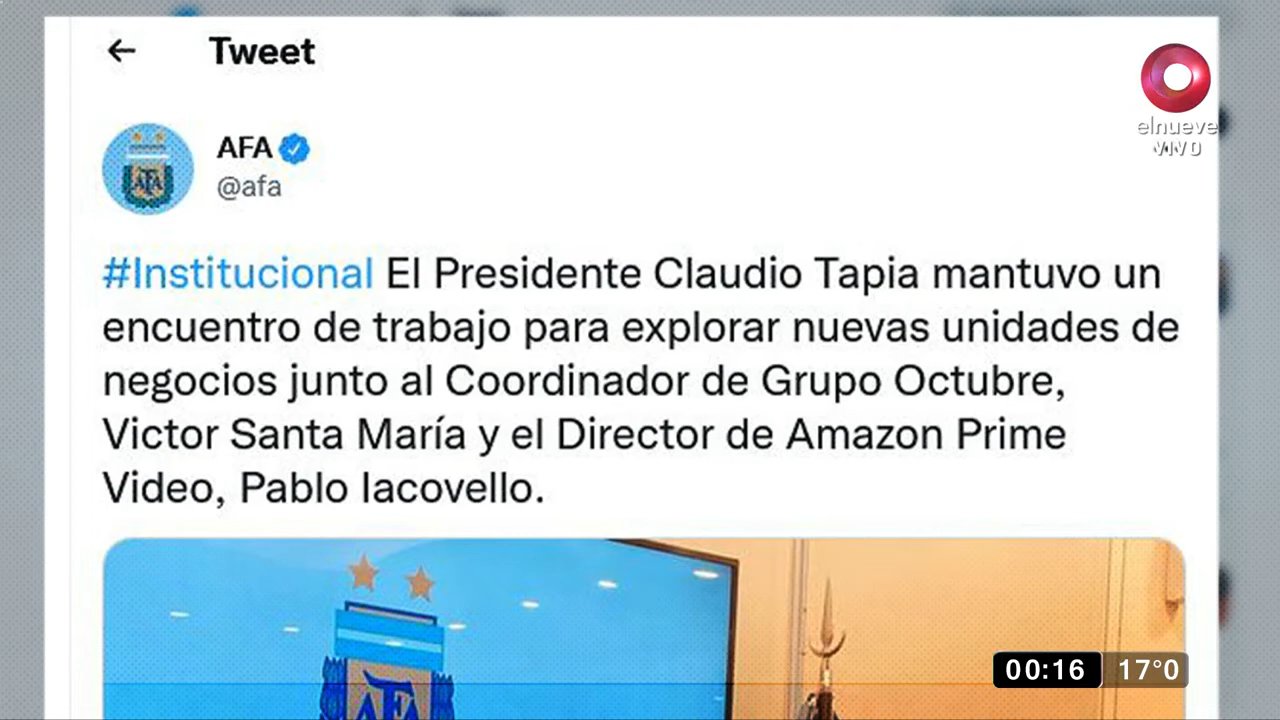 ← Tweet
AFA
@afa
#Institucional El Presidente Claudio Tapia mantuvo un
encuentro de trabajo para explorar nuevas unidades de
negocios junto al Coordinador de Grupo Octubre,
Victor Santa María y el Director de Amazon Prime
Video, Pablo Iacovello.
elnueve
VIVO
AFA
AFA
00:16 17°0